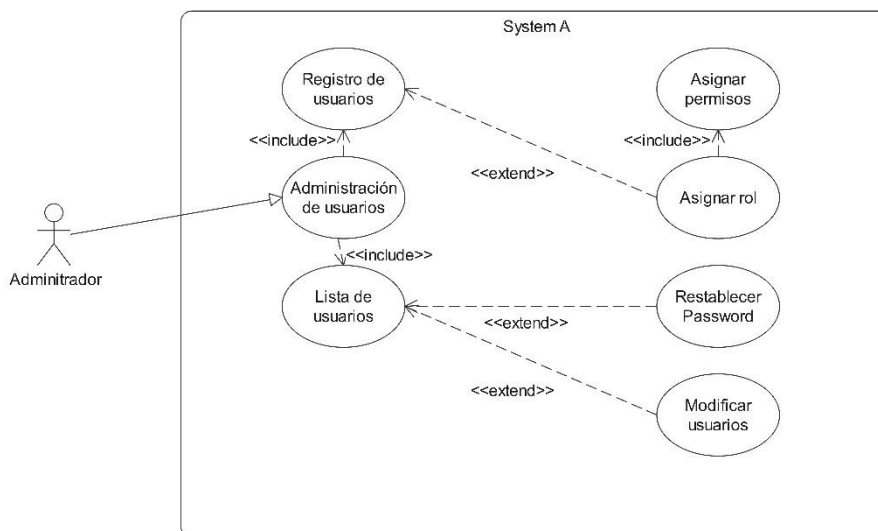 System A
Registro de
usuarios
Asignar
permisos
<<include>>
<<include>>
<<extend>>
Administración
de usuarios
Asignar rol
Adminitrador
<<include>>
Lista de
usuarios
Restablecer
Password
<<extend>>
<<extend>>
Modificar
usuarios